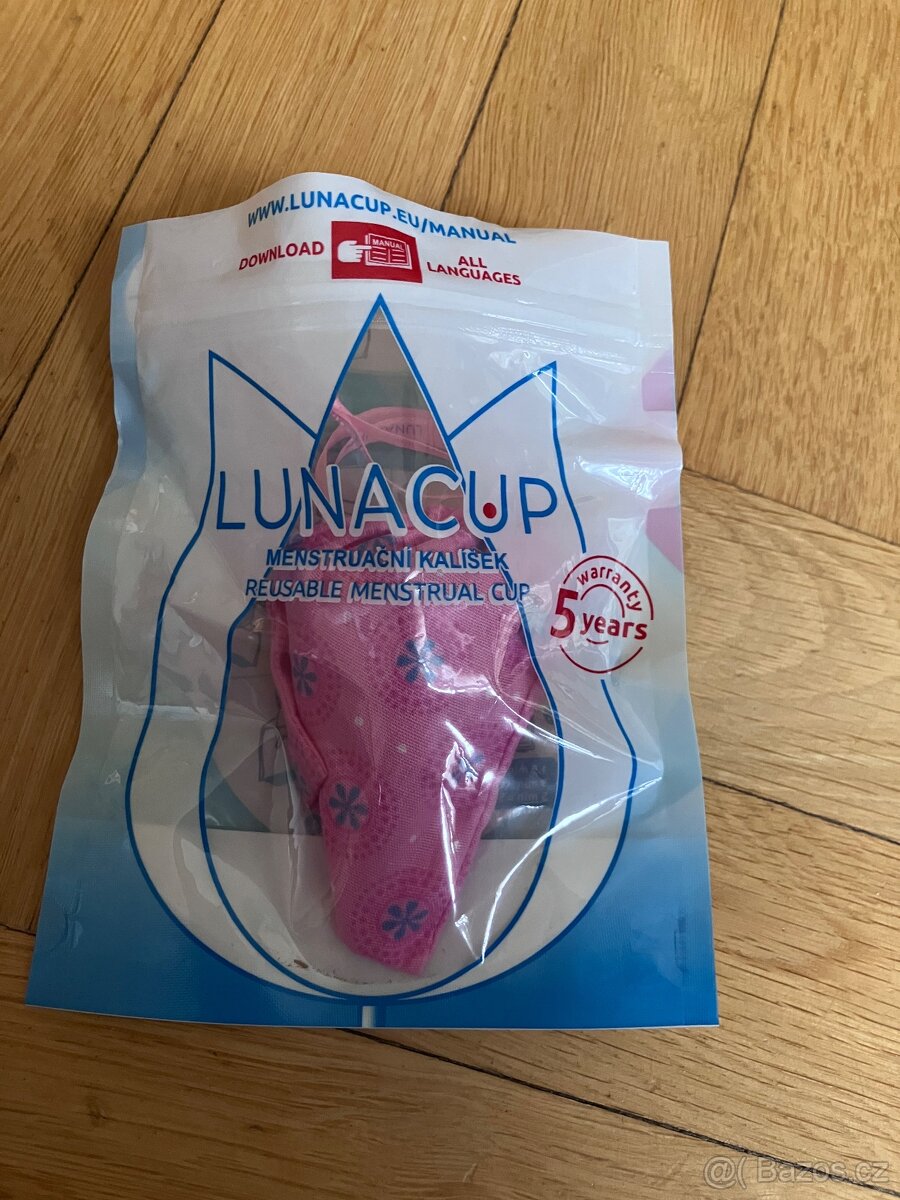 WWW.LUNACUP.EU/MANUAL
DOWNLOAD
MANUAL
ALL
LANGUAGES
LUNACUP
MENSTRUAČNÍ KALÍŠEK
REUSABLE MENSTRUAL CUP
warranty
5 years
@( Bazos.cz